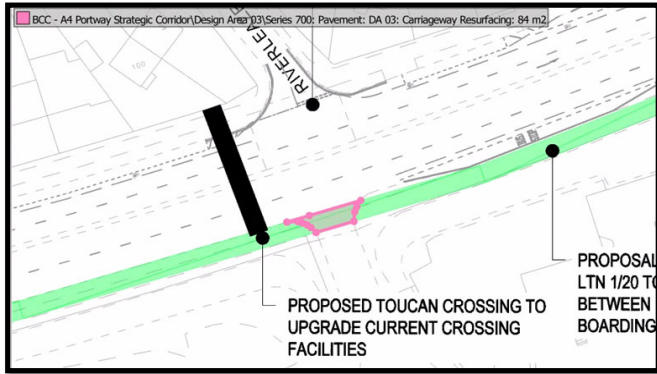 BCC - A4 Portway Strategic Corridor\Design Area 03\Series 700: Pavement: DA 03: Carriageway Resurfacing: 84 m2
RIVERLEA
100
PROPOSED TOUCAN CROSSING TO
UPGRADE CURRENT CROSSING
FACILITIES
PROPOSAL
LTN 1/20 TO
BETWEEN
BOARDING